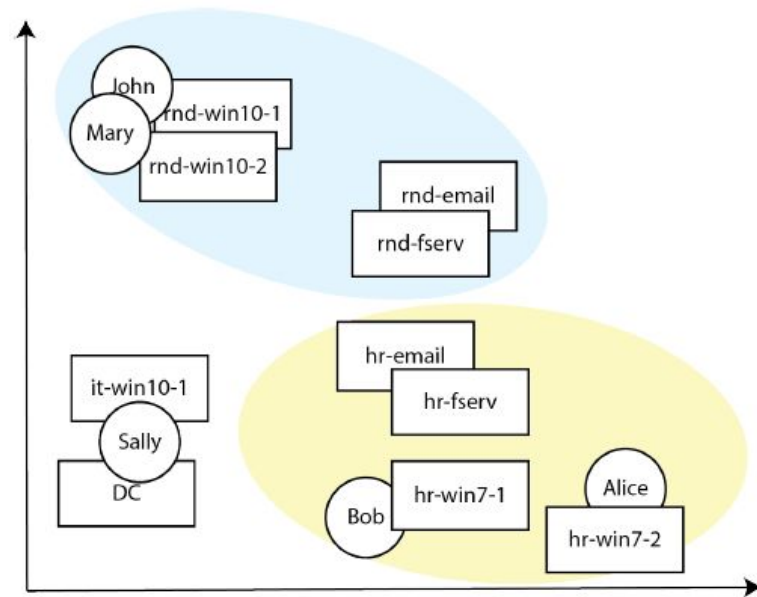 John
rnd-win10-1
Mary
rnd-win10-2
rnd-email
rnd-fserv
hr-email
it-win10-1
hr-fserv
Sally
DC
hr-win7-1
Alice
Bob
hr-win7-2